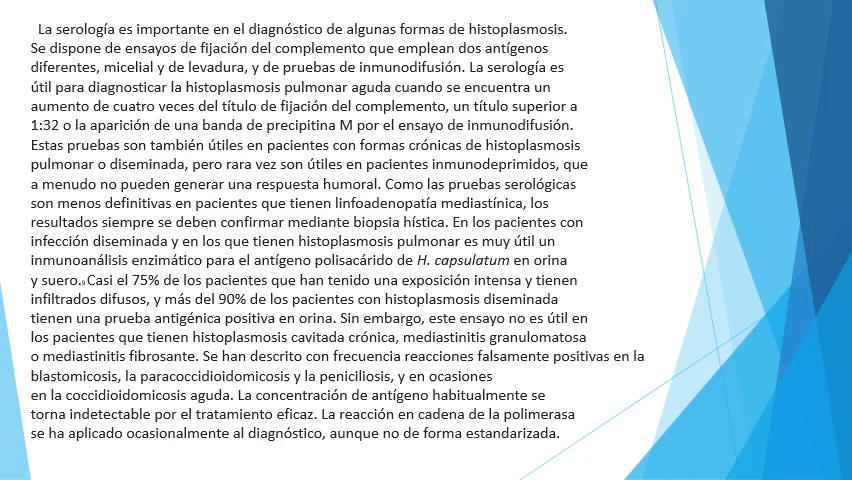 La serología es importante en el diagnóstico de algunas formas de histoplasmosis.
Se dispone de ensayos de fijación del complemento que emplean dos antígenos
diferentes, micelial y de levadura, y de pruebas de inmunodifusión. La serología es
útil para diagnosticar la histoplasmosis pulmonar aguda cuando se encuentra un
aumento de cuatro veces del título de fijación del complemento, un título superior a
1:32 o la aparición de una banda de precipitina M por el ensayo de inmunodifusión.
Estas pruebas son también útiles en pacientes con formas crónicas de histoplasmosis
pulmonar o diseminada, pero rara vez son útiles en pacientes inmunodeprimidos, que
a menudo no pueden generar una respuesta humoral. Como las pruebas serológicas
son menos definitivas en pacientes que tienen linfoadenopatía mediastínica, los
resultados siempre se deben confirmar mediante biopsia hística. En los pacientes con
infección diseminada y en los que tienen histoplasmosis pulmonar es muy útil un
inmunoanálisis enzimático para el antígeno polisacárido de H. capsulatum en orina
y suero.9 Casi el 75% de los pacientes que han tenido una exposición intensa y tienen
infiltrados difusos, y más del 90% de los pacientes con histoplasmosis diseminada
tienen una prueba antigénica positiva en orina. Sin embargo, este ensayo no es útil en
los pacientes que tienen histoplasmosis cavitada crónica, mediastinitis granulomatosa
o mediastinitis fibrosante. Se han descrito con frecuencia reacciones falsamente positivas en la
blastomicosis, la paracoccidioidomicosis y la peniciliosis, y en ocasiones
en la coccidioidomicosis aguda. La concentración de antígeno habitualmente se
torna indetectable por el tratamiento eficaz. La reacción en cadena de la polimerasa
se ha aplicado ocasionalmente al diagnóstico, aunque no de forma estandarizada.